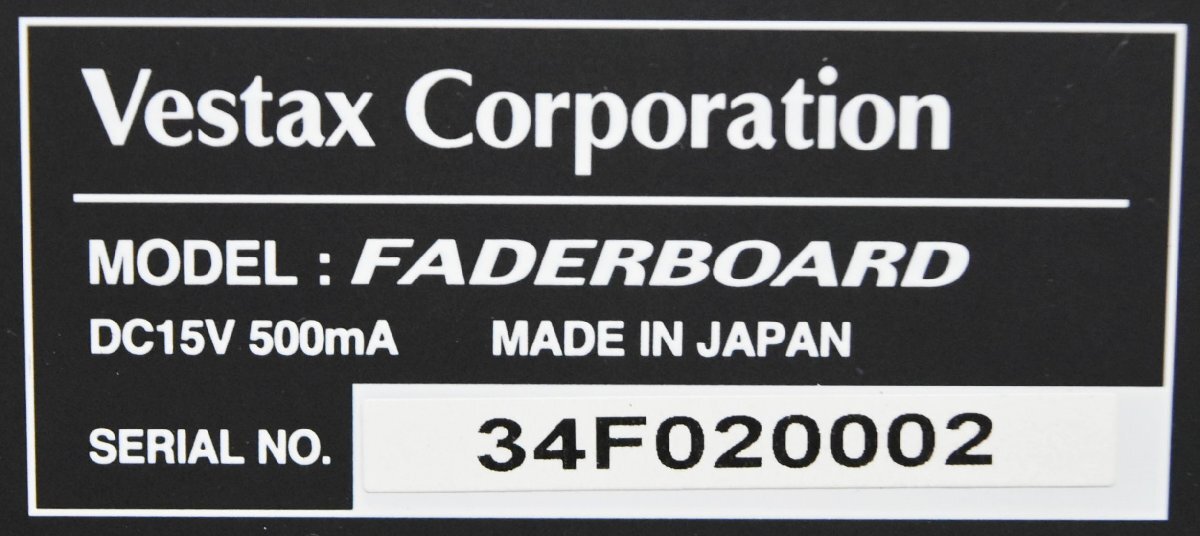 Vestax Corporation
MODEL : FADERBOARD
DC15V 500mA MADE IN JAPAN
SERIAL NO. 34F020002